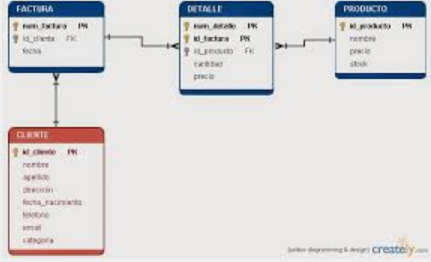 FACTURA
num_factura PK
id_cliente FK
fecha
DETALLE
num_detalle PK
id_factura PK
id_producto FK
cantidad
precio
PRODUCTO
id_producto PK
nombre
precio
stock
CLIENTE
id_cliente PK
nombre
apellido
dirección
fecha_nacimiento
telefono
email
categoria
[online diagramming & design] creately.com